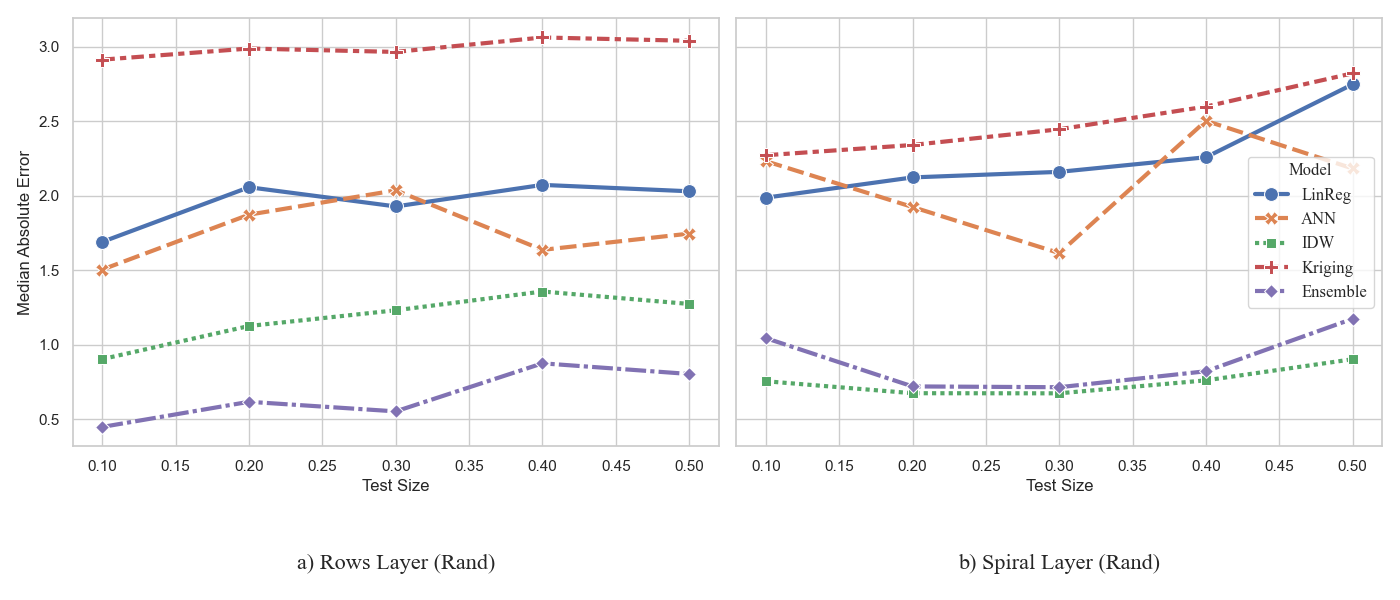 3.0
2.5
2.0
1.5
1.0
0.5
Median Absolute Error
0.10 0.15 0.20 0.25 0.30 0.35 0.40 0.45 0.50
Test Size
0.10 0.15 0.20 0.25 0.30 0.35 0.40 0.45 0.50
Test Size
Model
LinReg
ANN
IDW
Kriging
Ensemble
a) Rows Layer (Rand)
b) Spiral Layer (Rand)